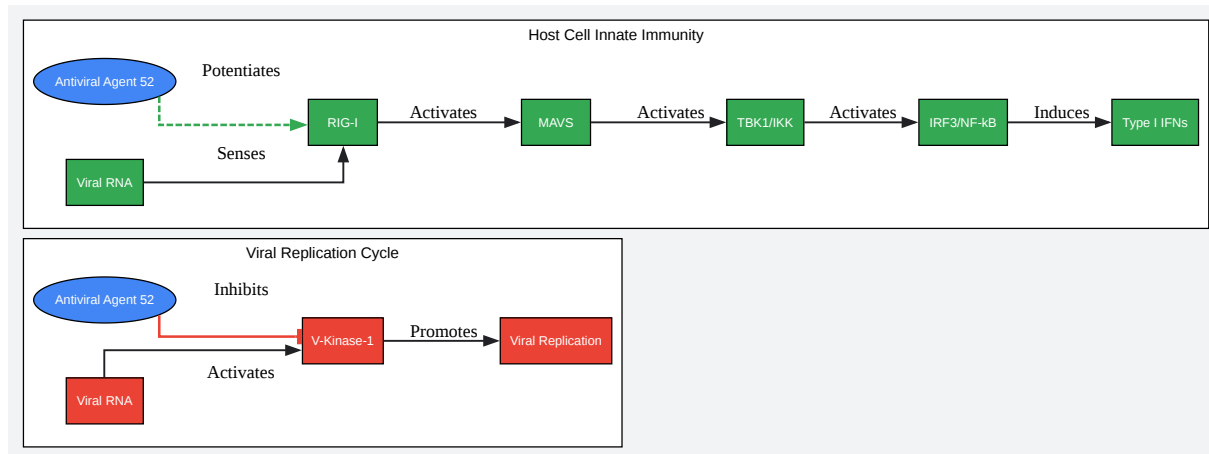 Host Cell Innate Immunity
Antiviral Agent 52
Potentiates
RIG-I
Activates
MAVS
Activates
TBK1/IKK
Activates
IRF3/NF-kB
Induces
Type I IFNs
Senses
Viral RNA
Viral Replication Cycle
Antiviral Agent 52
Inhibits
V-Kinase-1
Promotes
Viral Replication
Activates
Viral RNA